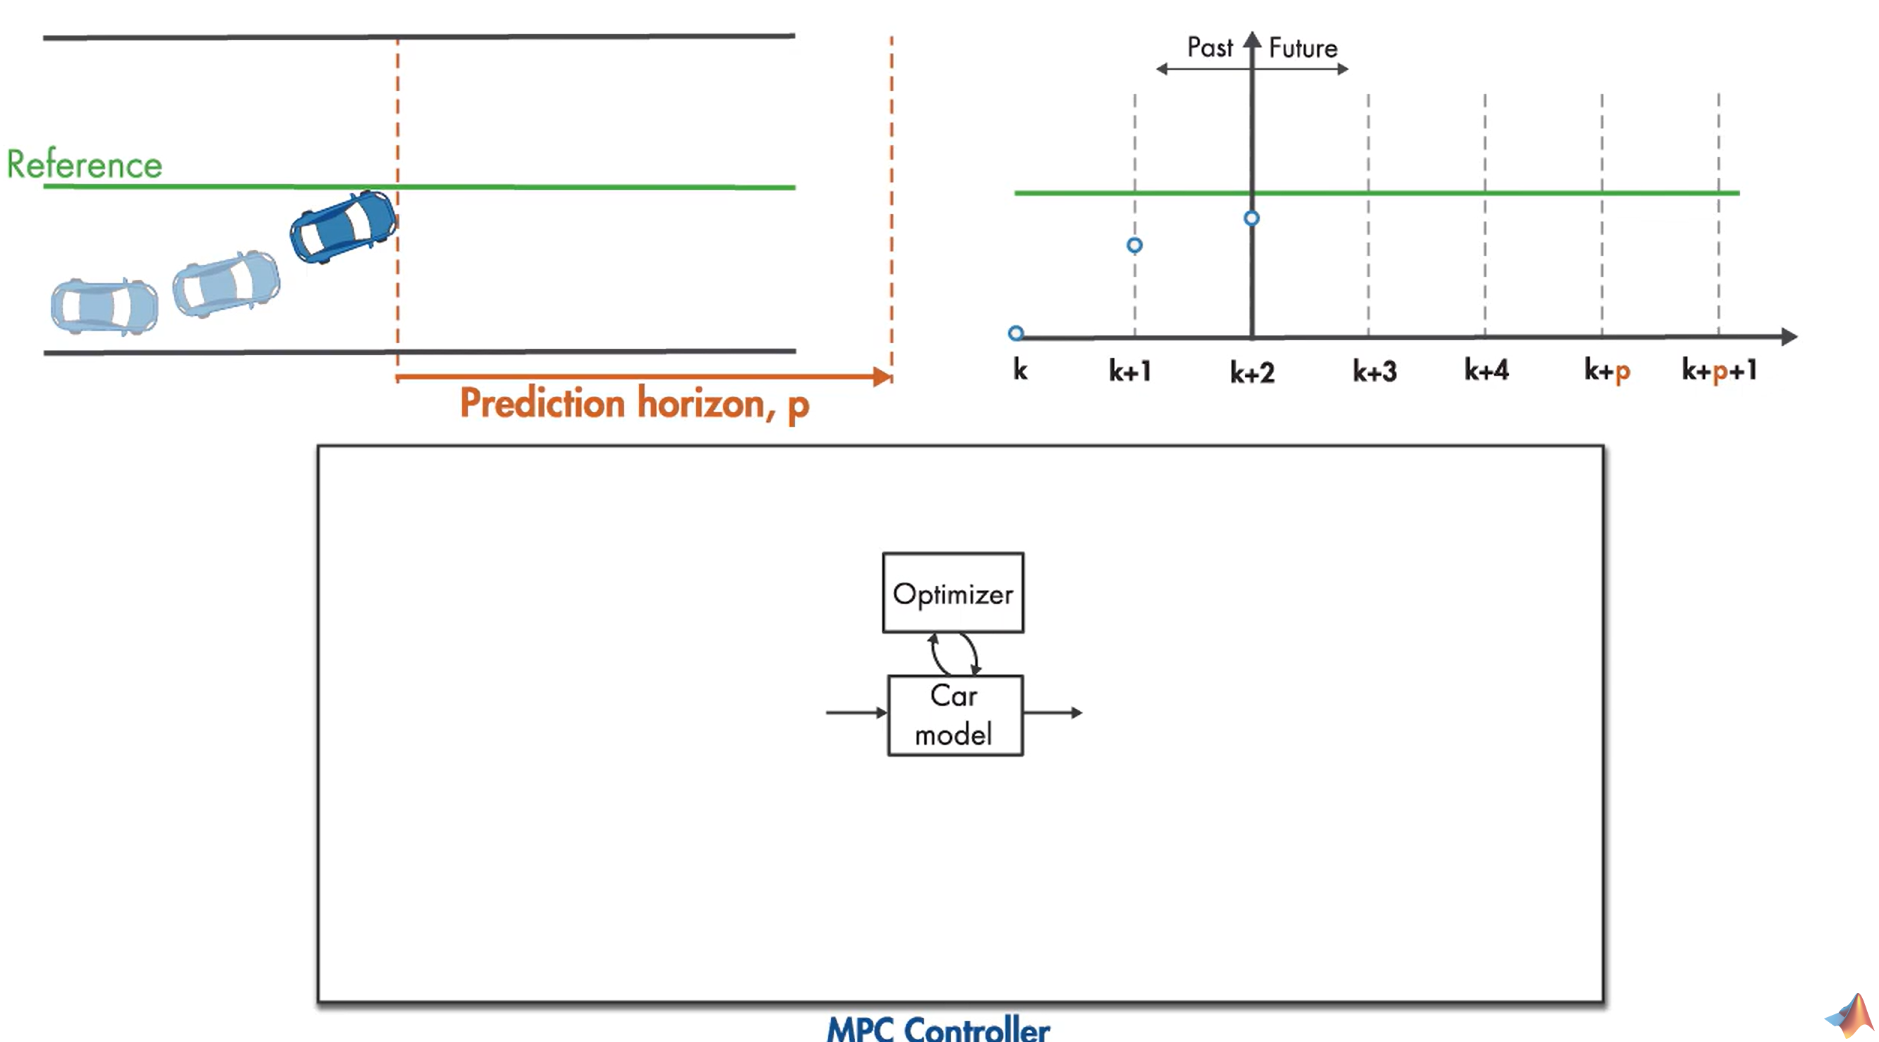 Past Future
Reference
k k+1 k+2 k+3 k+4 k+p k+p+1
Prediction horizon, p
Optimizer
Car
model
MPC Controller